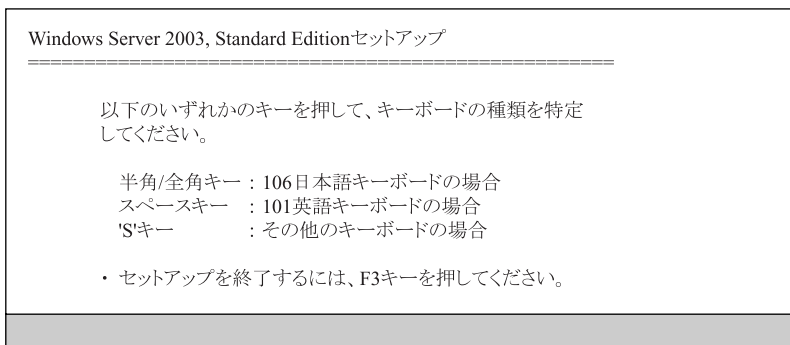 Windows Server 2003, Standard Editionセットアップ
====================================================
以下のいずれかのキーを押して、キーボードの種類を特定
してください。
半角/全角キー : 106日本語キーボードの場合
スペースキー : 101英語キーボードの場合
'S'キー : その他のキーボードの場合
・ セットアップを終了するには、F3キーを押してください。